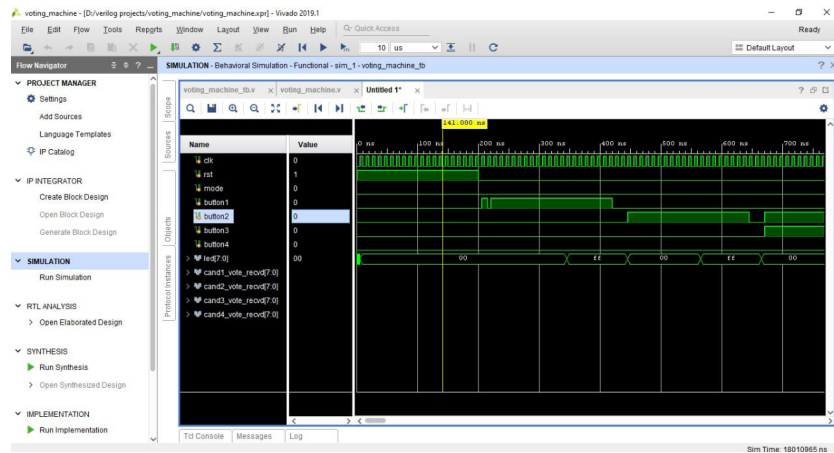 voting_machine - [D:/verilog projects/voting_machine/voting_machine.xpr] - Vivado 2019.1
File Edit Flow Tools Reports Window Layout View Run Help Quick Access
10 us Default Layout
Flow Navigator SIMULATION - Behavioral Simulation - Functional - sim_1 - voting_machine_tb
PROJECT MANAGER
Settings
Add Sources
Language Templates
IP Catalog
IP INTEGRATOR
Create Block Design
Open Block Design
Generate Block Design
SIMULATION
Run Simulation
RTL ANALYSIS
Open Elaborated Design
SYNTHESIS
Run Synthesis
Open Synthesized Design
IMPLEMENTATION
Run Implementation
Scope
Sources
Objects
Protocol Instances
voting_machine_tb.v voting_machine.v Untitled 1*
141.000 ns
Name Value 0 ns 100 ns 200 ns 300 ns 400 ns 500 ns 600 ns 700 ns
clk 0
rst 1
mode 0
button1 0
button2 0
button3 0
button4 0
led[7:0] 00 00 ff 00 ff 00
cand1_vote_recvd[7:0]
cand2_vote_recvd[7:0]
cand3_vote_recvd[7:0]
cand4_vote_recvd[7:0]
Tcl Console Messages Log
Sim Time: 18010965 ns